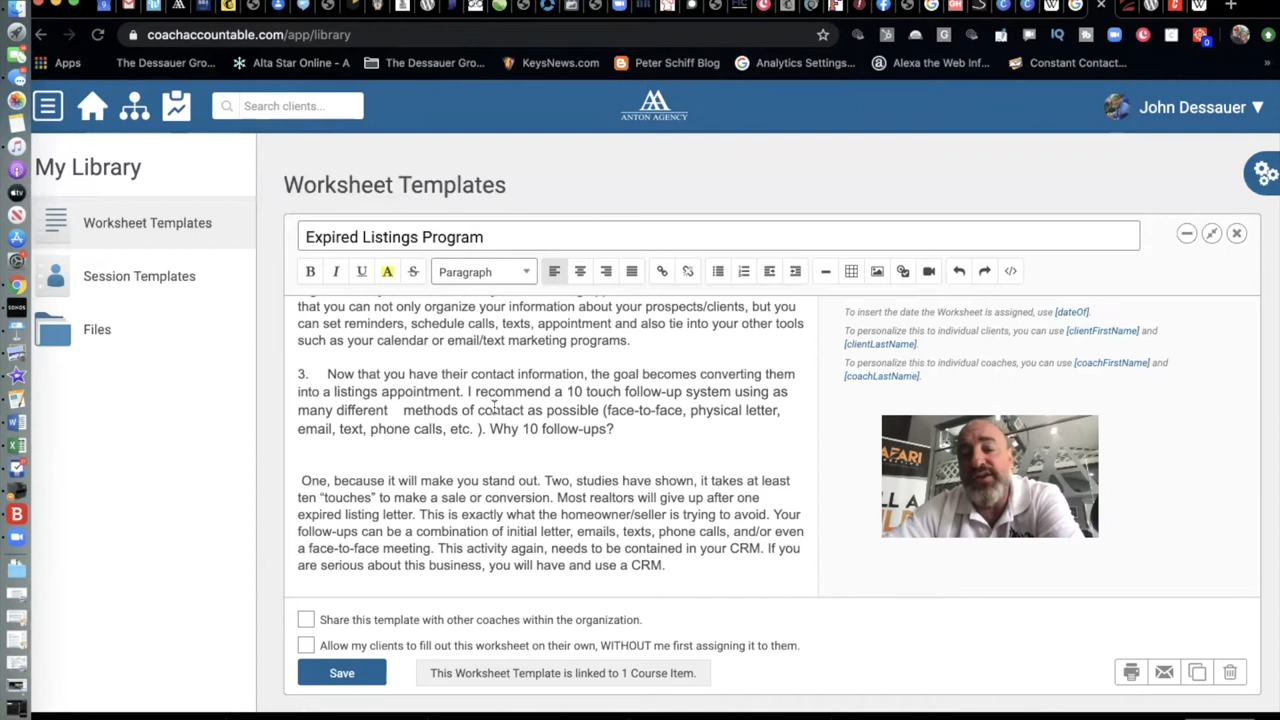 coachaccountable.com/app/library
Apps
The Dessauer Gro...
Alta Star Online - A
The Dessauer Gro...
KeysNews.com
Peter Schiff Blog
Analytics Settings...
Alexa the Web Inf...
Constant Contact...
»
Search clients...
ANTON AGENCY
John Dessauer ▼
My Library
Worksheet Templates
Session Templates
Files
Worksheet Templates
Expired Listings Program
B I U A S Paragraph
that you can not only organize your information about your prospects/clients, but you
can set reminders, schedule calls, texts, appointment and also tie into your other tools
such as your calendar or email/text marketing programs.
3. Now that you have their contact information, the goal becomes converting them
into a listings appointment. I recommend a 10 touch follow-up system using as
many different methods of contact as possible (face-to-face, physical letter,
email, text, phone calls, etc. ). Why 10 follow-ups?
One, because it will make you stand out. Two, studies have shown, it takes at least
ten “touches” to make a sale or conversion. Most realtors will give up after one
expired listing letter. This is exactly what the homeowner/seller is trying to avoid. Your
follow-ups can be a combination of initial letter, emails, texts, phone calls, and/or even
a face-to-face meeting. This activity again, needs to be contained in your CRM. If you
are serious about this business, you will have and use a CRM.
To insert the date the Worksheet is assigned, use [dateOf].
To personalize this to individual clients, you can use [clientFirstName] and
[clientLastName].
To personalize this to individual coaches, you can use [coachFirstName] and
[coachLastName].
AFARI
Share this template with other coaches within the organization.
Allow my clients to fill out this worksheet on their own, WITHOUT me first assigning it to them.
Save
This Worksheet Template is linked to 1 Course Item.